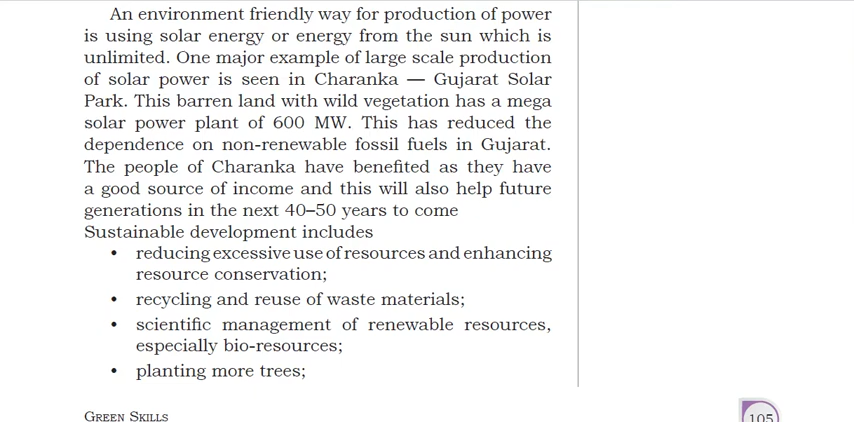 An environment friendly way for production of power
is using solar energy or energy from the sun which is
unlimited. One major example of large scale production
of solar power is seen in Charanka — Gujarat Solar
Park. This barren land with wild vegetation has a mega
solar power plant of 600 MW. This has reduced the
dependence on non-renewable fossil fuels in Gujarat.
The people of Charanka have benefited as they have
a good source of income and this will also help future
generations in the next 40–50 years to come
Sustainable development includes
• reducing excessive use of resources and enhancing
resource conservation;
• recycling and reuse of waste materials;
• scientific management of renewable resources,
especially bio-resources;
• planting more trees;
GREEN SKILLS
105